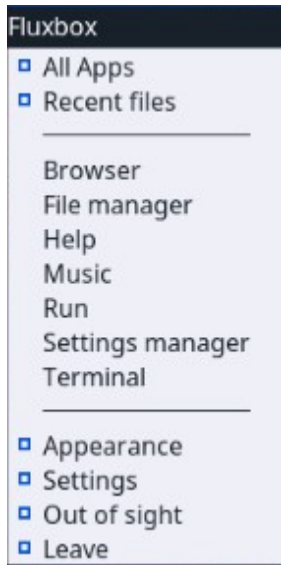 Fluxbox
All Apps
Recent files
Browser
File manager
Help
Music
Run
Settings manager
Terminal
Appearance
Settings
Out of sight
Leave